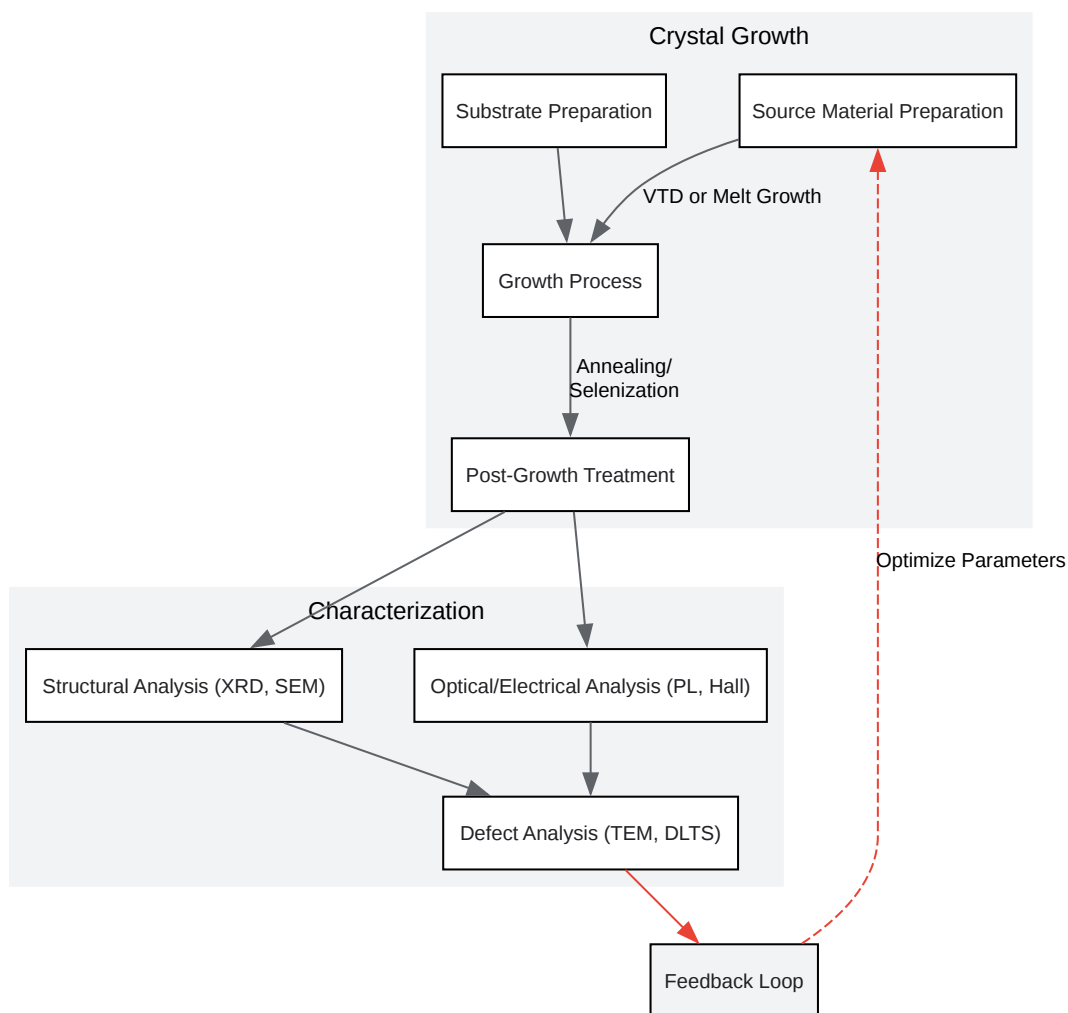 Crystal Growth
Substrate Preparation
Source Material Preparation
VTD or Melt Growth
Growth Process
Annealing/
Selenization
Post-Growth Treatment
Optimize Parameters
Characterization
Structural Analysis (XRD, SEM)
Optical/Electrical Analysis (PL, Hall)
Defect Analysis (TEM, DLTS)
Feedback Loop